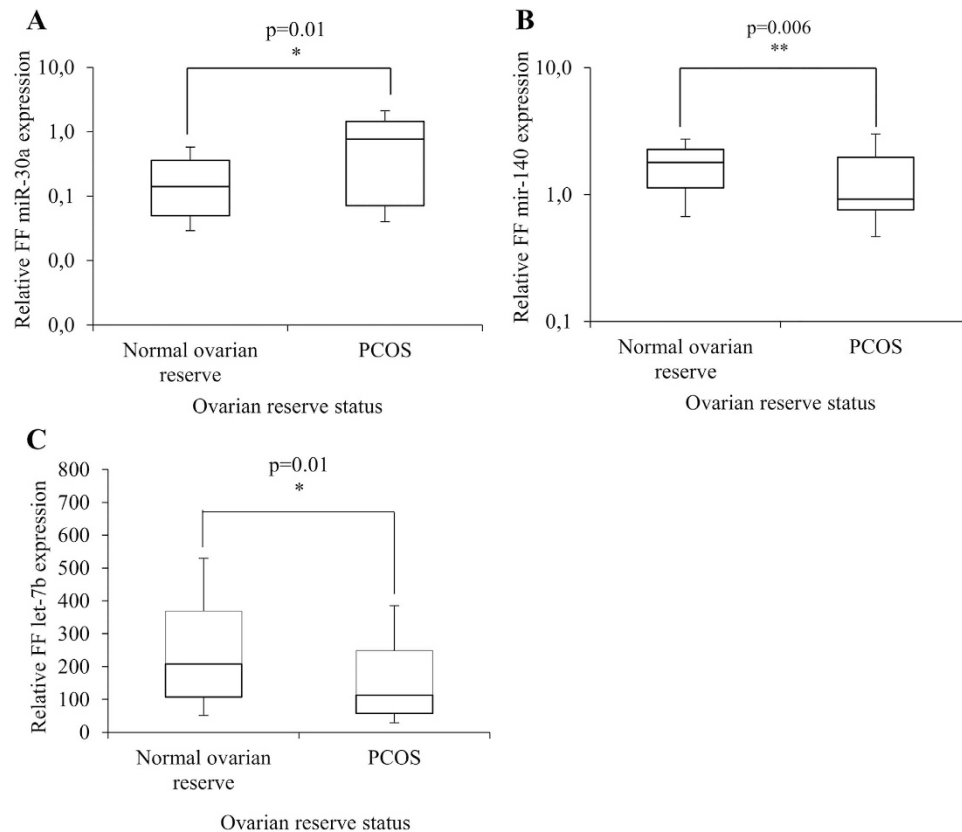 A
p=0.01
*
Relative FF miR-30a expression
10,0
1,0
0,1
0,0
0,0
Normal ovarian
reserve
PCOS
Ovarian reserve status
B
p=0.006
**
Relative FF mir-140 expression
10,0
1,0
0,1
Normal ovarian
reserve
PCOS
Ovarian reserve status
C
p=0.01
*
Relative FF let-7b expression
800
700
600
500
400
300
200
100
0
Normal ovarian
reserve
PCOS
Ovarian reserve status